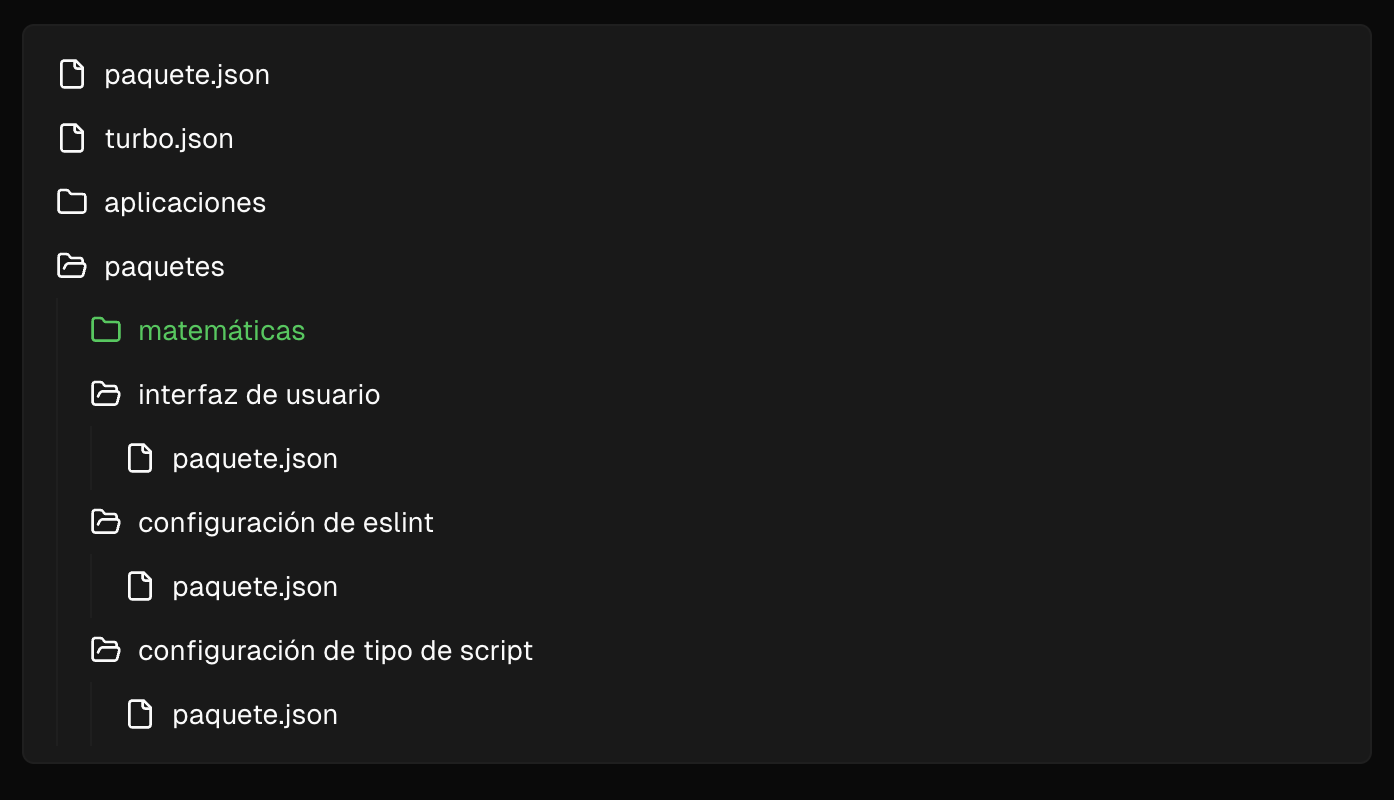 paquete.json
turbo.json
aplicaciones
paquetes
matemáticas
interfaz de usuario
paquete.json
configuración de eslint
paquete.json
configuración de tipo de script
paquete.json